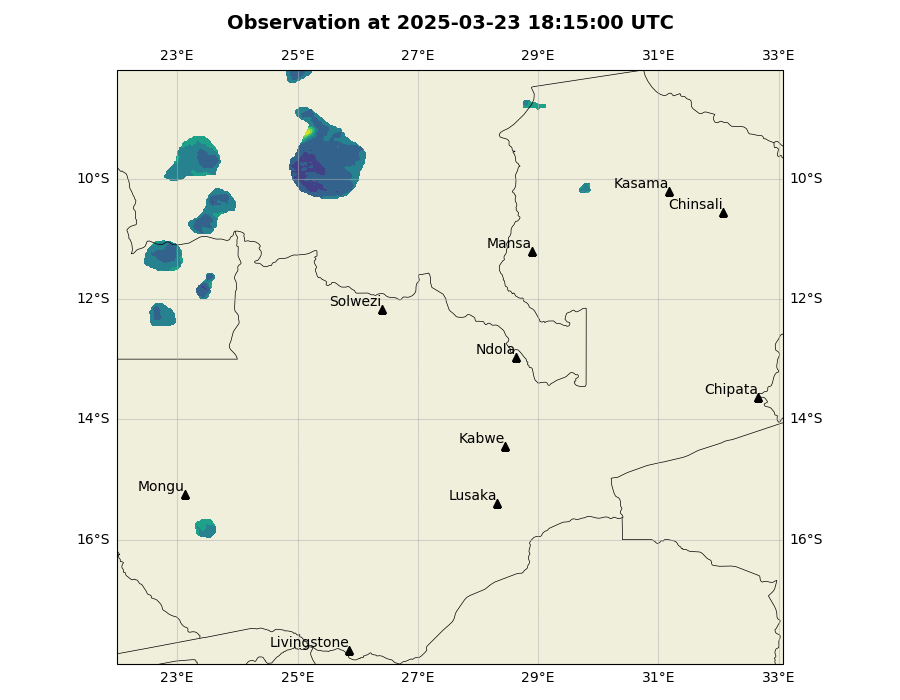 Observation at 2025-03-23 18:15:00 UTC
23°E 25°E 27°E 29°E 31°E 33°E
10°S 10°S
Kasama
Chinsali
Mansa
12°S 12°S
Solwezi
Ndola
Chipata
14°S 14°S
Kabwe
Mongu
Lusaka
16°S 16°S
Livingstone
23°E 25°E 27°E 29°E 31°E 33°E